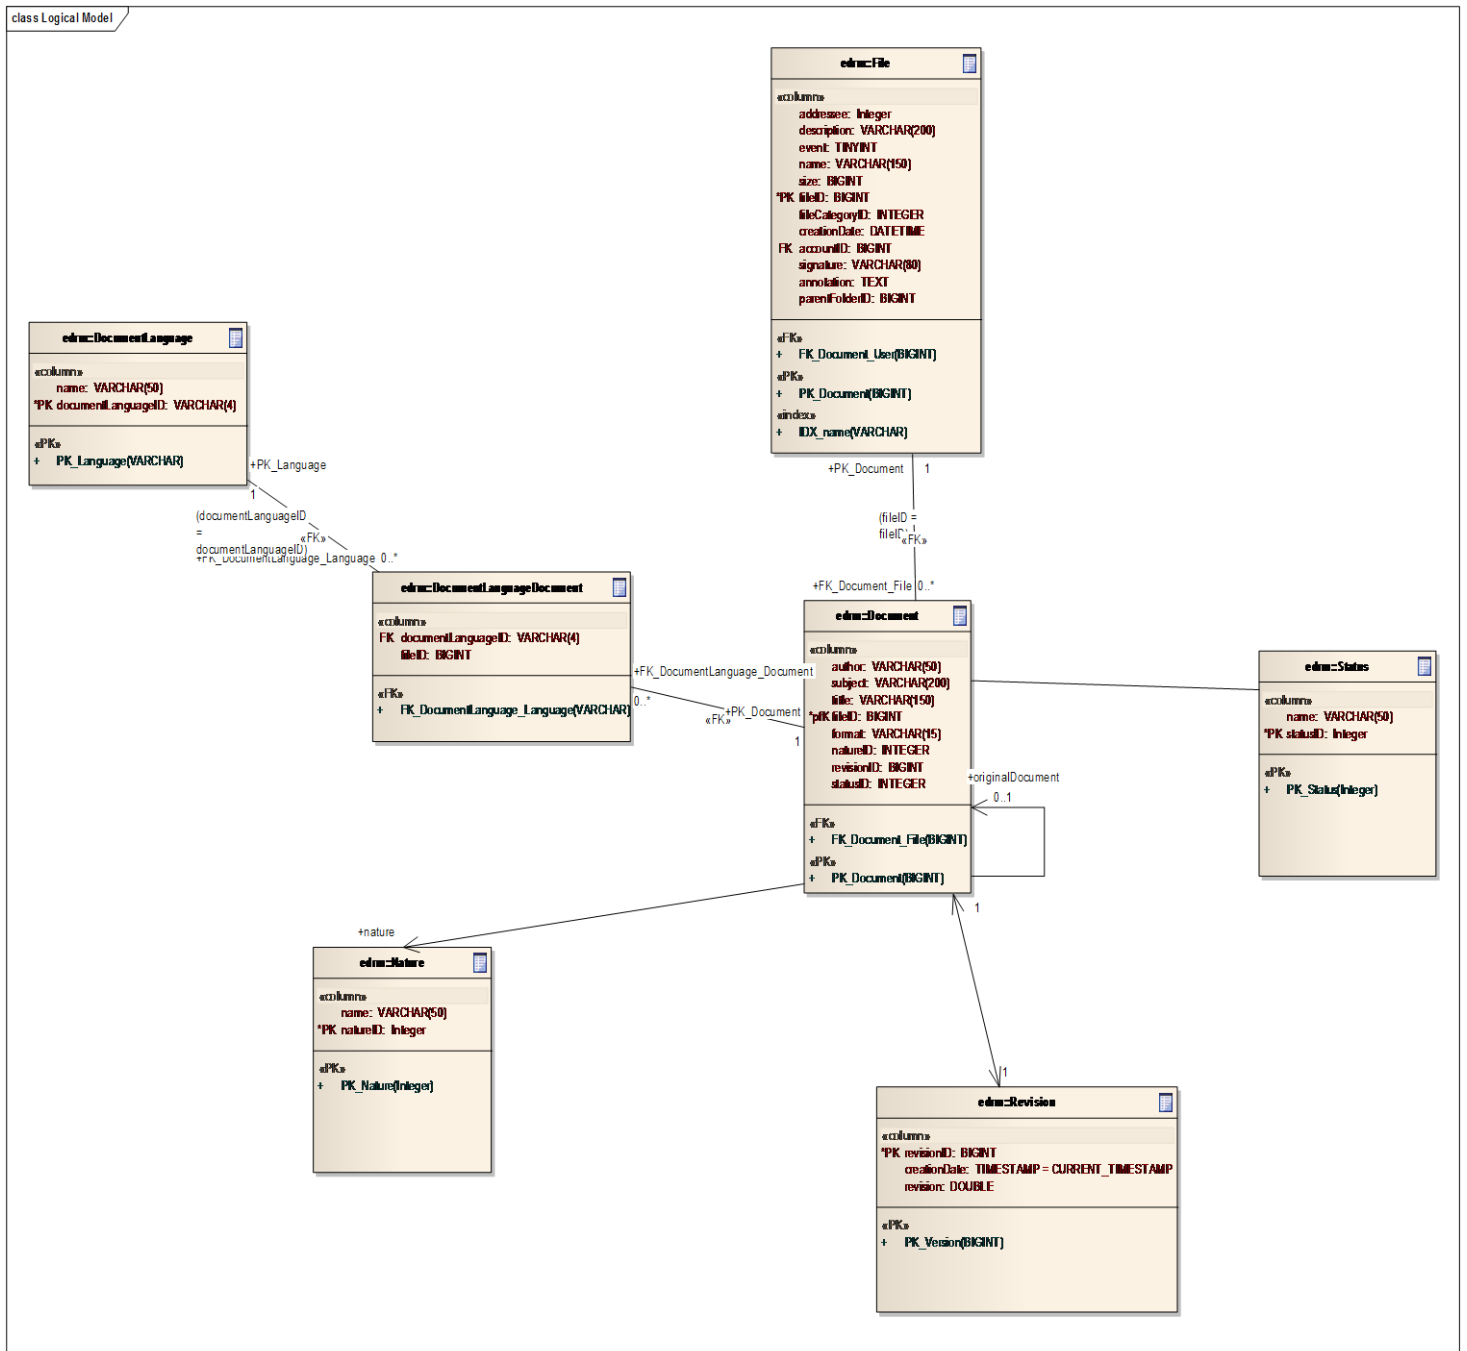 class Logical Model
edrm::File
«column»
addressee: Integer
description: VARCHAR(200)
event: TINYINT
name: VARCHAR(150)
size: BIGINT
*PK fileID: BIGINT
fileCategoryID: INTEGER
creationDate: DATETIME
FK accountID: BIGINT
signature: VARCHAR(80)
annotation: TEXT
parentFolderID: BIGINT
«FK»
+ FK_Document_User(BIGINT)
«PK»
+ PK_Document(BIGINT)
«index»
+ IDX_name(VARCHAR)
edrm::DocumentLanguage
«column»
name: VARCHAR(50)
*PK documentLanguageID: VARCHAR(4)
«PK»
+ PK_Language(VARCHAR)
+PK_Language
1
(documentLanguageID
=
documentLanguageID)
«FK»
+FK_DocumentLanguage_Language 0..*
+PK_Document 1
(fileID =
fileID)
«FK»
+FK_Document_File 0..*
edrm::DocumentLanguageDocument
«column»
FK documentLanguageID: VARCHAR(4)
fileID: BIGINT
«FK»
+ FK_DocumentLanguage_Language(VARCHAR)
+FK_DocumentLanguage_Document
0..*
«FK»
+PK_Document
1
edrm::Document
«column»
author: VARCHAR(50)
subject: VARCHAR(200)
title: VARCHAR(150)
*pfK fileID: BIGINT
format: VARCHAR(15)
natureID: INTEGER
revisionID: BIGINT
statusID: INTEGER
«FK»
+ FK_Document_File(BIGINT)
«PK»
+ PK_Document(BIGINT)
+originalDocument
0..1
edrm::Status
«column»
name: VARCHAR(50)
*PK statusID: Integer
«PK»
+ PK_Status(Integer)
1
+nature
edrm::Nature
«column»
name: VARCHAR(50)
*PK natureID: Integer
«PK»
+ PK_Nature(Integer)
1
edrm::Revision
«column»
*PK revisionID: BIGINT
creationDate: TIMESTAMP = CURRENT_TIMESTAMP
revision: DOUBLE
«PK»
+ PK_Version(BIGINT)